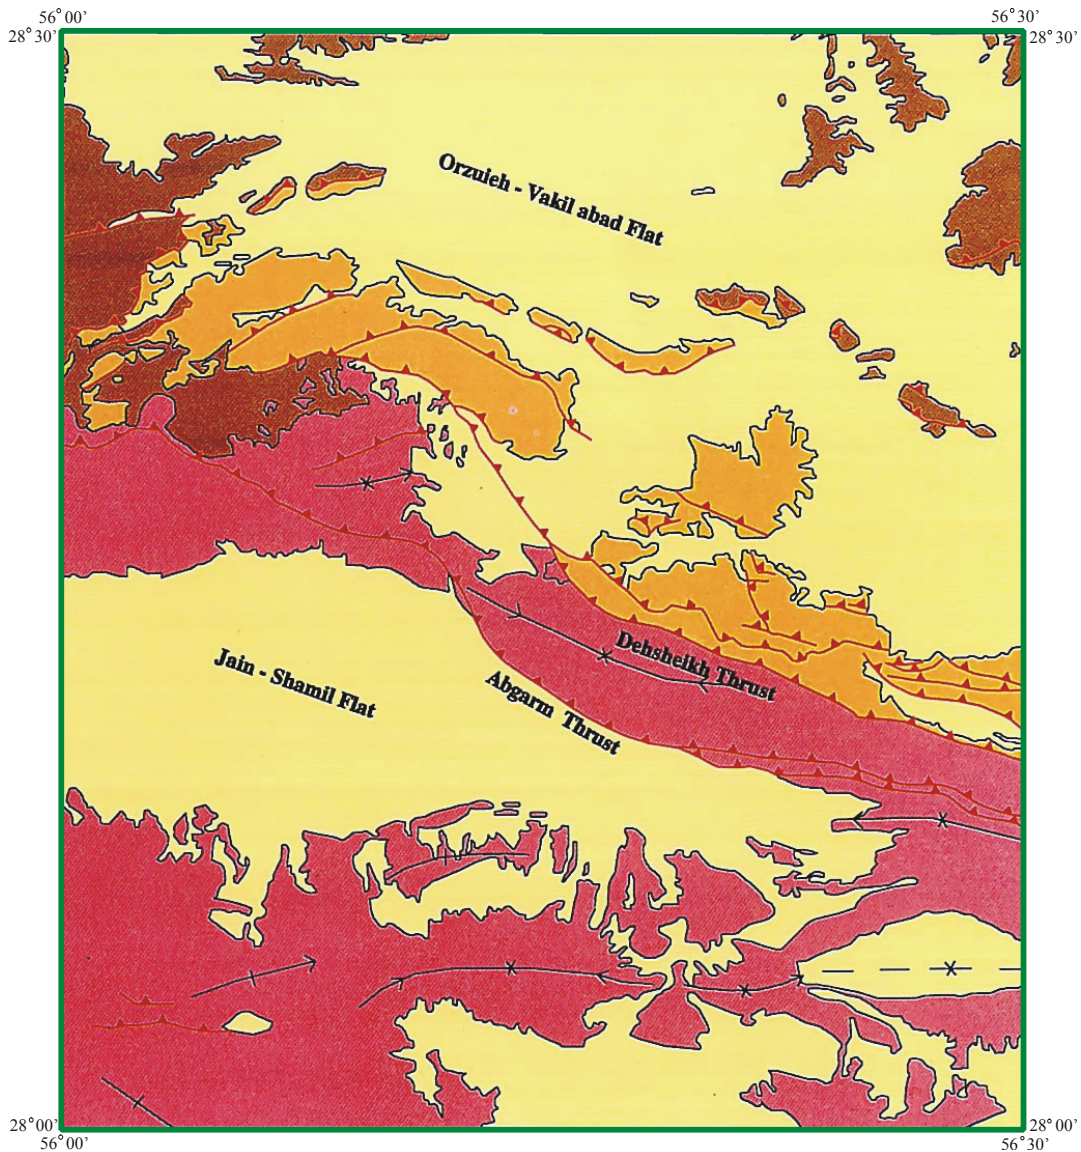 56°00’ 56°30’
28°30’ 28°30’
Orzuieh - Vakil abad Flat
Dehsheikh Thrust
Jain - Shamil Flat
Abgarm Thrust
28°00’ 28°00’
56°00’ 56°30’